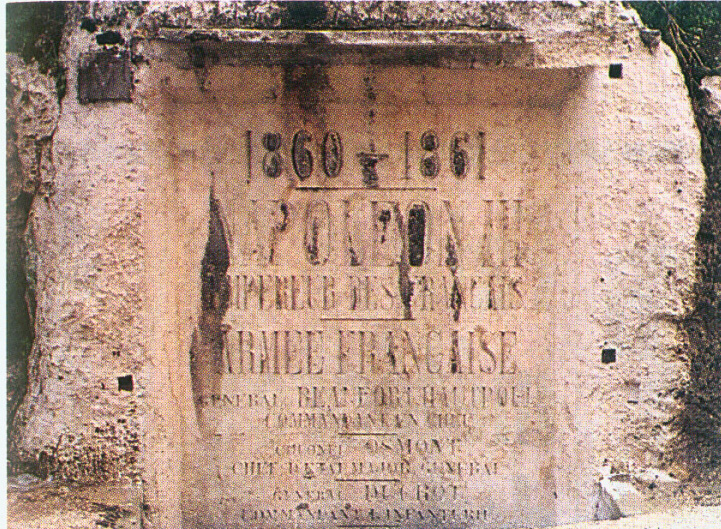 V
1860 - 1861
NAPOLEON III
EMPEREUR DES FRANÇAIS
ARMEE FRANÇAISE
GENERAL BEAUFORT HAUTPOUL
COMMANDANT EN CHEF
COLONEL OSMONT
CHEF D'ETAT MAJOR GENERAL
GENERAL DUCROT
COMMANDANT L'INFANTERIE